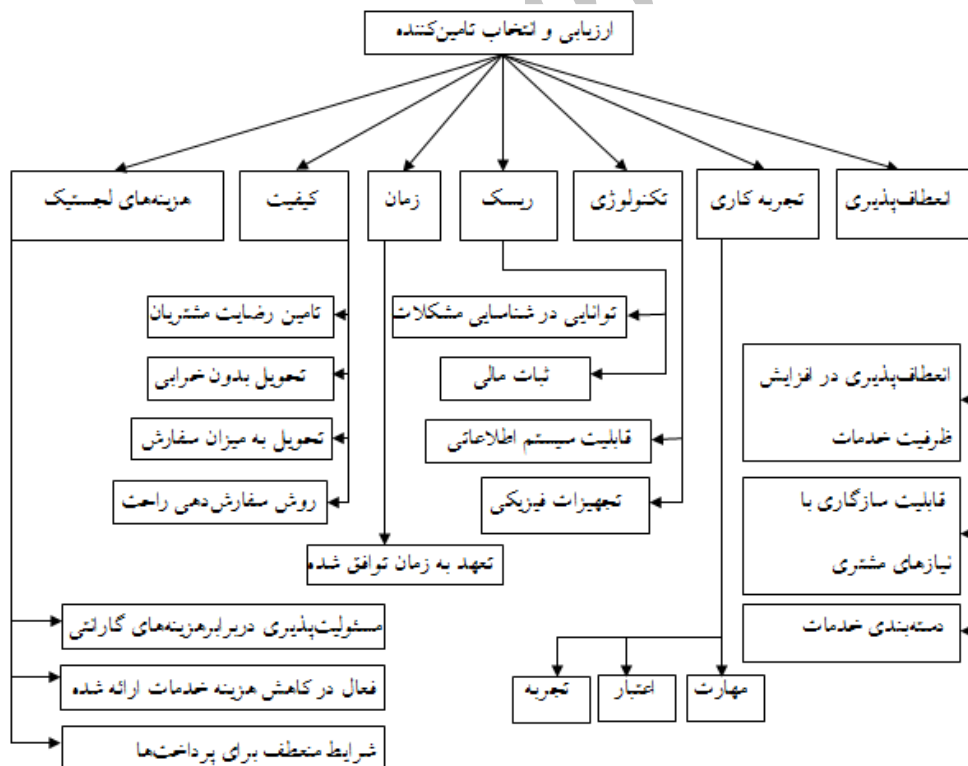 ارزیابی و انتخاب تامین‌کننده
انعطاف‌پذیری
تجربه کاری
تکنولوژی
ریسک
زمان
کیفیت
هزینه‌های لجستیک
انعطاف‌پذیری در افزایش
ظرفیت خدمات
قابلیت سازگاری با
نیازهای مشتری
دسته‌بندی خدمات
مهارت
اعتبار
تجربه
قابلیت سیستم اطلاعاتی
تجهیزات فیزیکی
توانایی در شناسایی مشکلات
ثبات مالی
تعهد به زمان توافق شده
تامین رضایت مشتریان
تحویل بدون خرابی
تحویل به میزان سفارش
روش سفارش‌دهی راحت
مسئولیت‌پذیری دربرابرهزینه‌های گارانتی
فعال در کاهش هزینه خدمات ارائه شده
شرایط منعطف برای پرداخت‌ها